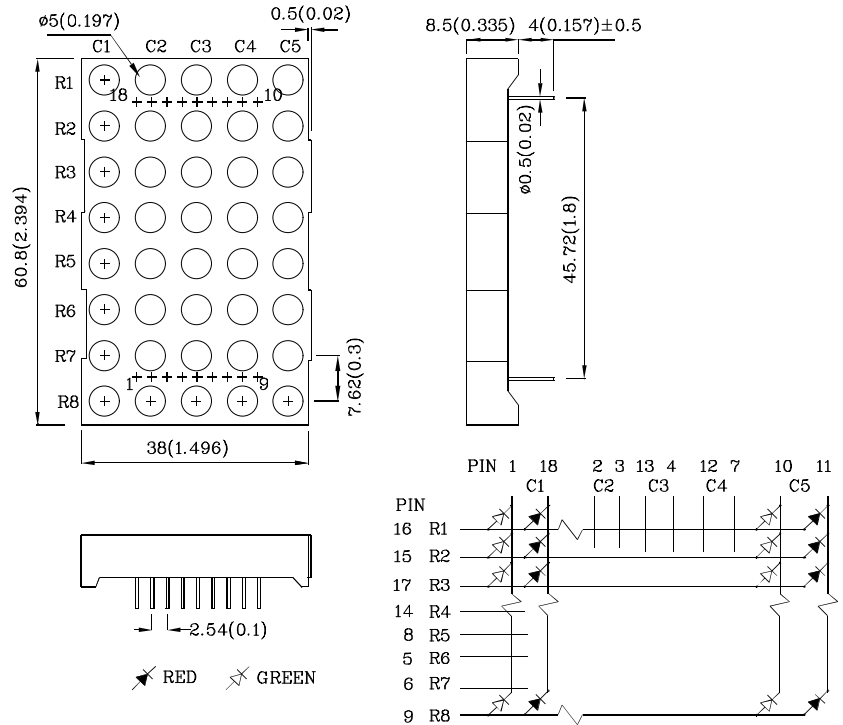 ø5(0.197)
0.5(0.02)
C1 C2 C3 C4 C5
R1
18 10
R2
R3
R4
R5
R6
R7
1 9
R8
60.8(2.394)
7.62(0.3)
38(1.496)
8.5(0.335) 4(0.157)±0.5
ø0.5(0.02)
45.72(1.8)
2.54(0.1)
RED GREEN
PIN 1 18 2 3 13 4 12 7 10 11
C1 C2 C3 C4 C5
PIN
16 R1
15 R2
17 R3
14 R4
8 R5
5 R6
6 R7
9 R8